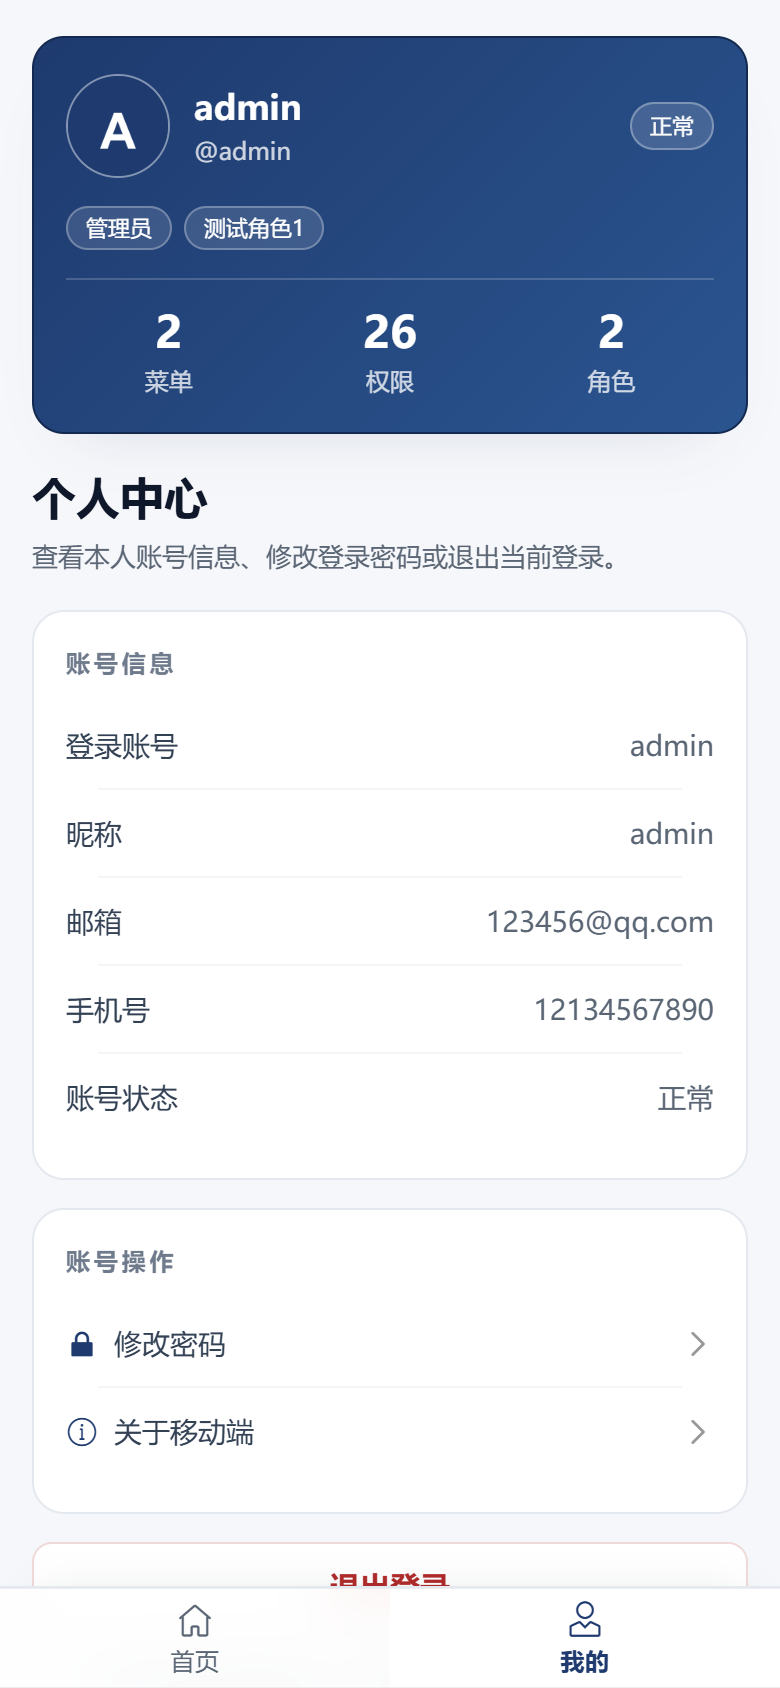 A
admin
@admin
正常
管理员
测试角色1
2
26
2
菜单
权限
角色
个人中心
查看本人账号信息、修改登录密码或退出当前登录。
账号信息
登录账号
admin
昵称
admin
邮箱
123456@qq.com
手机号
12134567890
账号状态
正常
账号操作
修改密码
关于移动端
退出登录
首页
我的